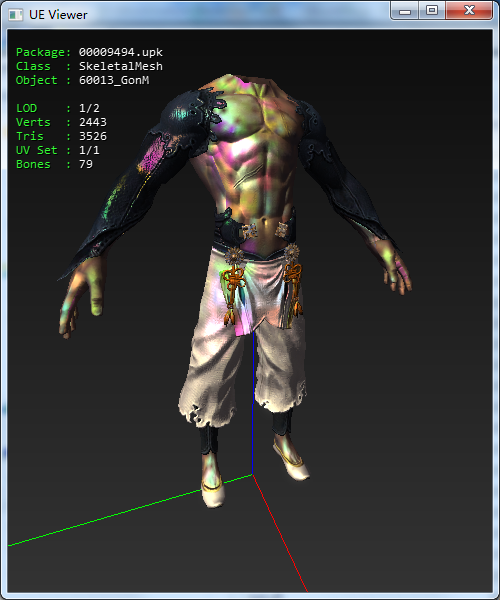 UE Viewer
Package: 00009494.upk
Class : SkeletalMesh
Object : 60013_GonM
LOD : 1/2
Verts : 2443
Tris : 3526
UV Set : 1/1
Bones : 79